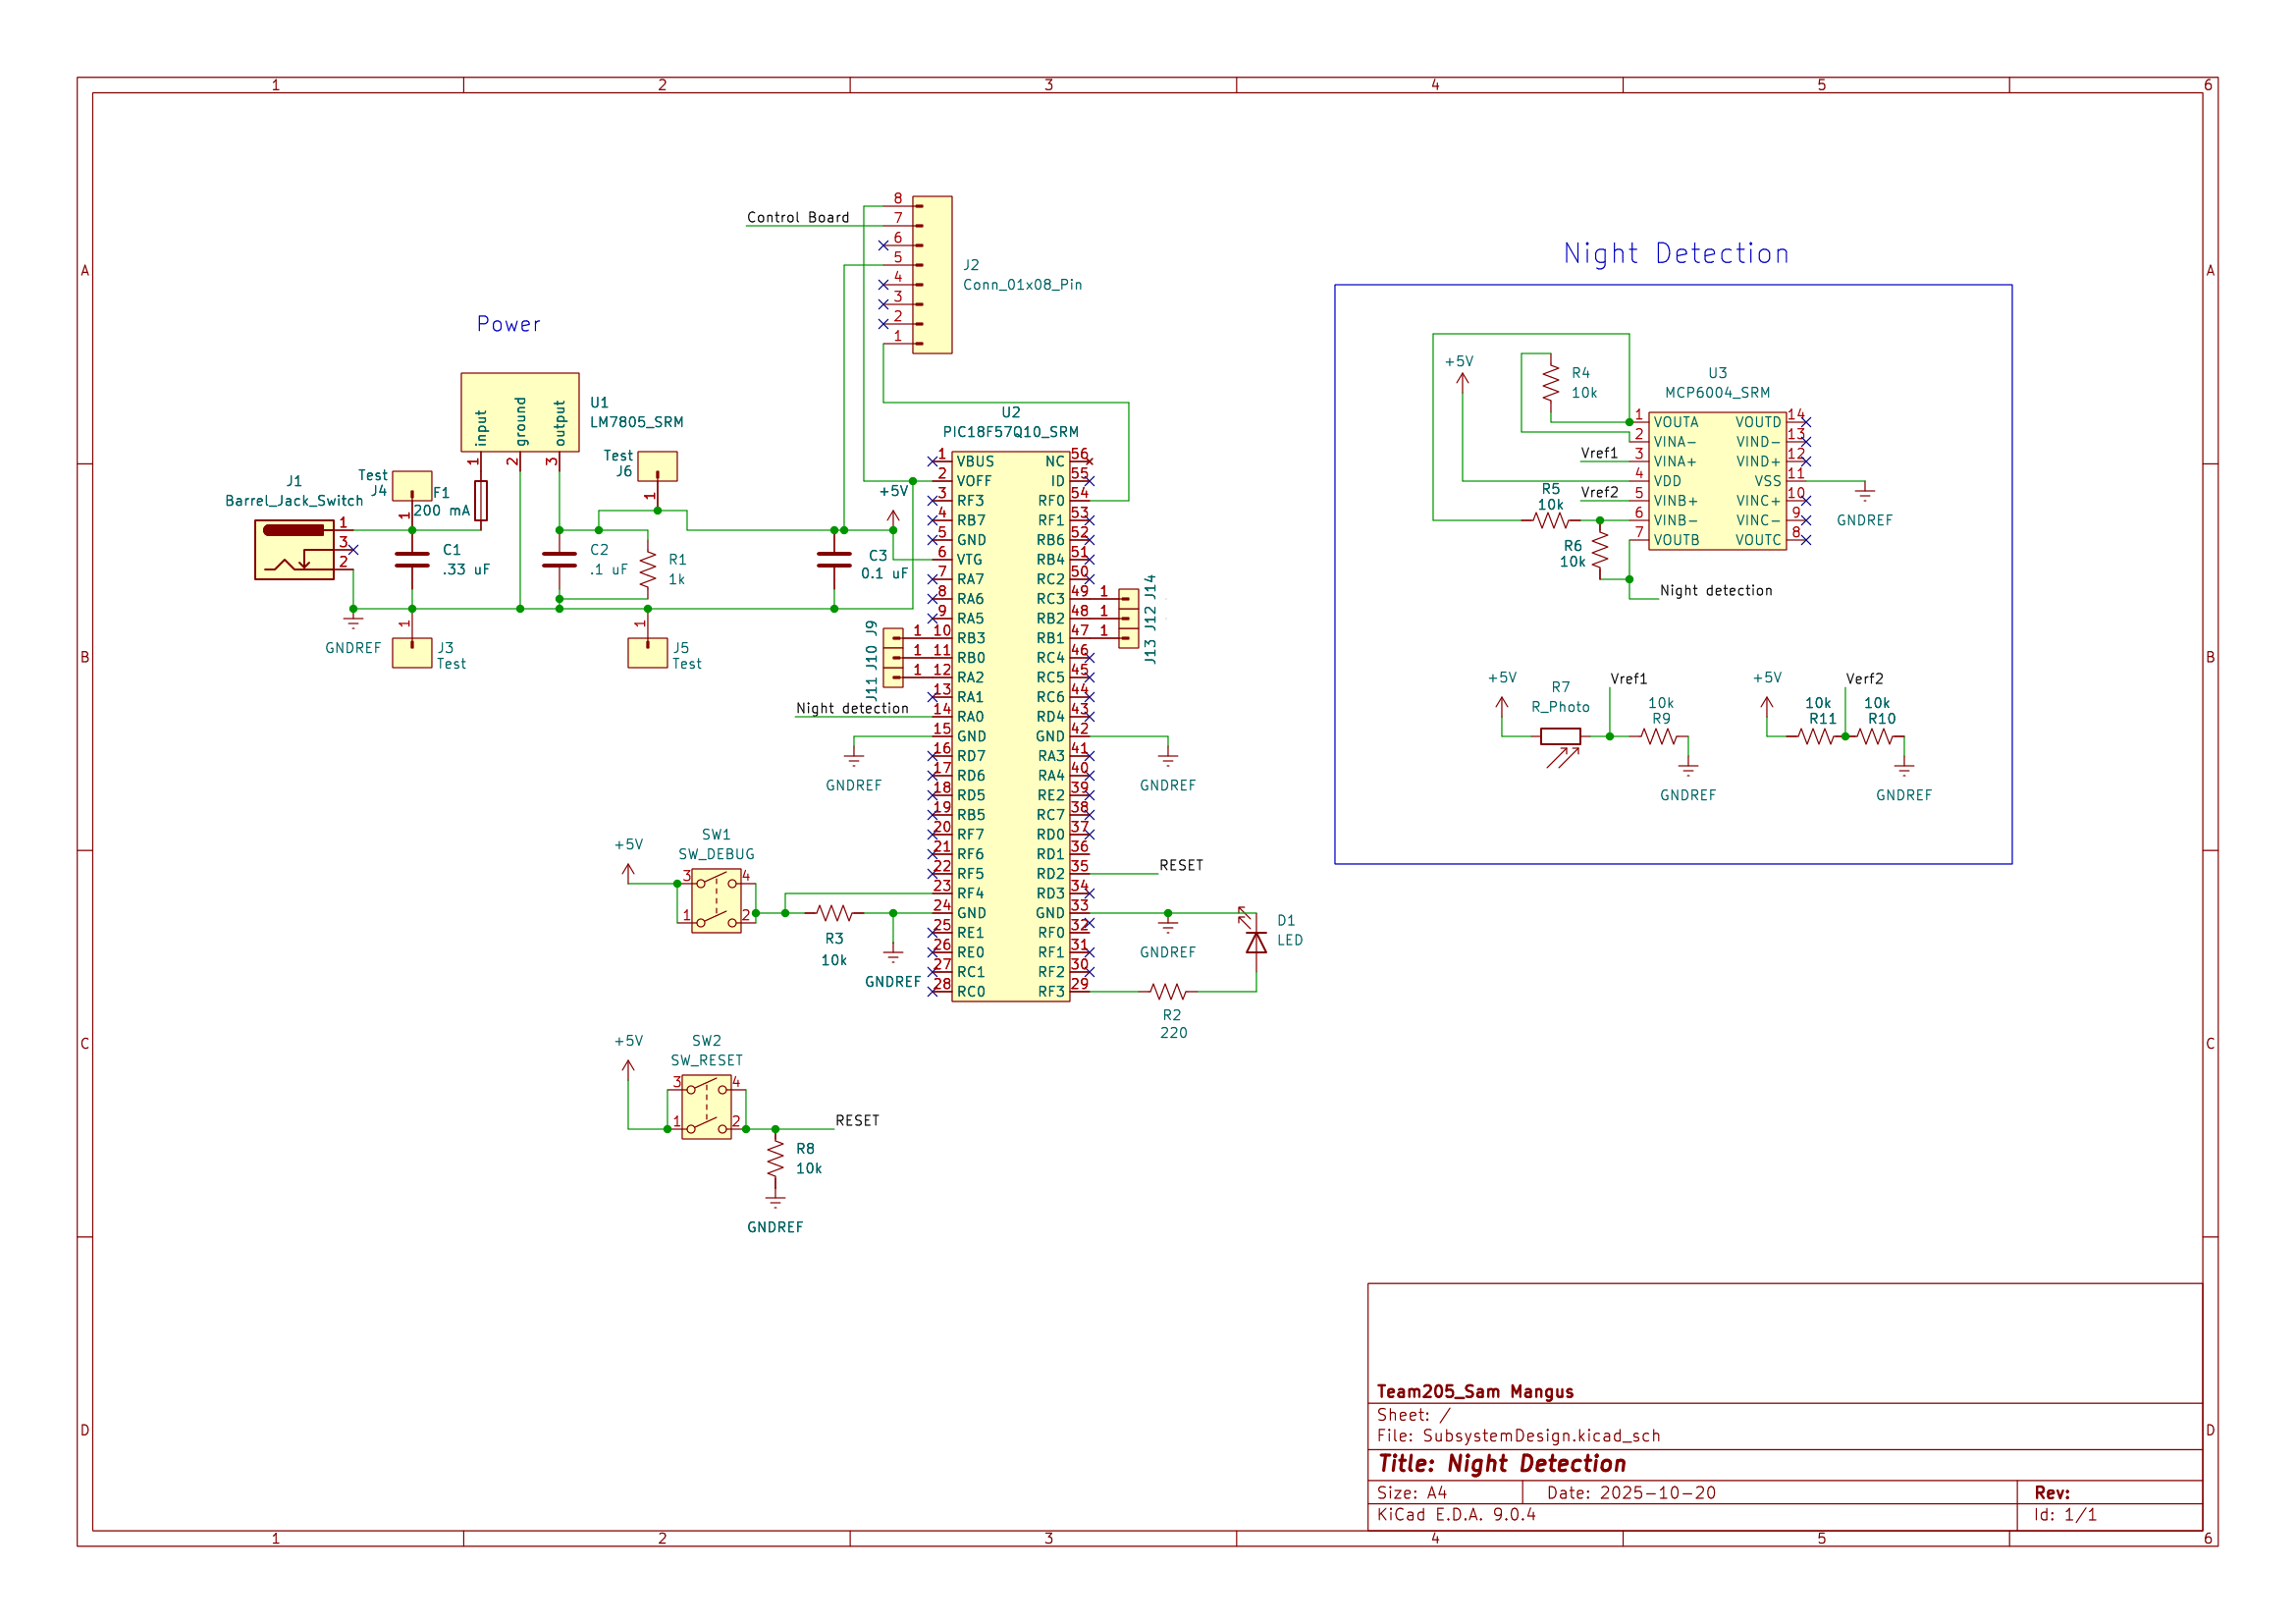 1 2 3 4 5 6
A
B
C
D
A
B
C
D
1 2 3 4 5 6
Power
J1
Barrel_Jack_Switch
1
3
2
GNDREF
Test
J4
1
F1
200 mA
C1
.33 uF
1
J3
Test
input
ground
output
1
2
3
U1
LM7805_SRM
C2
.1 uF
Test
J6
1
R1
1k
1
J5
Test
C3
0.1 uF
+5V
Control Board
8
7
6
5
4
3
2
1
J2
Conn_01x08_Pin
U2
PIC18F57Q10_SRM
1 VBUS
2 VOFF
3 RF3
4 RB7
5 GND
6 VTG
7 RA7
8 RA6
9 RA5
10 RB3
11 RB0
12 RA2
13 RA1
14 RA0
15 GND
16 RD7
17 RD6
18 RD5
19 RB5
20 RF7
21 RF6
22 RF5
23 RF4
24 GND
25 RE1
26 RE0
27 RC1
28 RC0
NC 56
ID 55
RF0 54
RF1 53
RB6 52
RB4 51
RC2 50
RC3 49
RB2 48
RB1 47
RC4 46
RC5 45
RC6 44
RD4 43
GND 42
RA3 41
RA4 40
RE2 39
RC7 38
RD0 37
RD1 36
RD2 35
RD3 34
GND 33
RF0 32
RF1 31
RF2 30
RF3 29
J9
J10
J11
1
1
1
J14
J12
J13
1
1
1
Night detection
GNDREF
GNDREF
RESET
GNDREF
D1
LED
R2
220
+5V
SW1
SW_DEBUG
3 4
1 2
R3
10k
GNDREF
+5V
SW2
SW_RESET
3 4
1 2
RESET
R8
10k
GNDREF
Night Detection
+5V
R4
10k
U3
MCP6004_SRM
1 VOUTA
2 VINA-
3 VINA+
4 VDD
5 VINB+
6 VINB-
7 VOUTB
VOUTD 14
VIND- 13
VIND+ 12
VSS 11
VINC+ 10
VINC- 9
VOUTC 8
Vref1
Vref2
R5
10k
R6
10k
Night detection
GNDREF
+5V
R7
R_Photo
Vref1
10k
R9
GNDREF
+5V
10k
R11
Verf2
10k
R10
GNDREF
Team205_Sam Mangus
Sheet: /
File: SubsystemDesign.kicad_sch
Title: Night Detection
Size: A4 Date: 2025-10-20 Rev:
KiCad E.D.A. 9.0.4 Id: 1/1